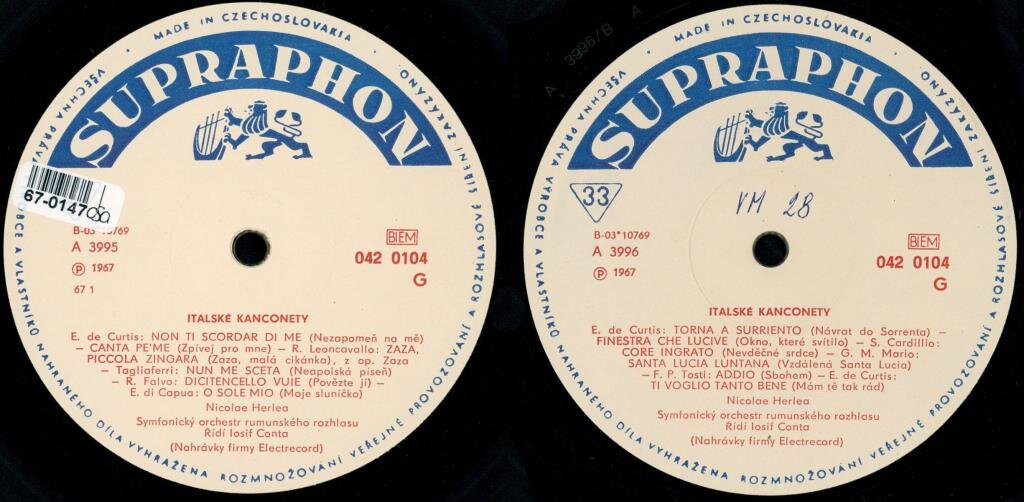 MADE IN CZECHOSLOVAKIA
SUPRAPHON
VŠECHNA PRÁVA VÝROBCE A VLASTNÍKŮ NAHRANÉHO DÍLA VYHRAŽENA ROZMNOŽOVÁNÍ VEŘEJNÉ PROVOZOVÁNÍ A ROZHLASOVÉ ŠÍŘENÍ ZAKÁZÁNO
67-0147
B-03*10769
A 3995
Ⓟ 1967
67 1
BIEM
042 0104
G
ITALSKÉ KANCONETY
E. de Curtis: NON TI SCORDAR DI ME (Nezapomeň na mě)
– CANTA PE'ME (Zpívej pro mne) – R. Leoncavallo: ZAZA,
PICCOLA ZINGARA (Zaza, malá cikánka), z op. Zaza
– Tagliaferri: NUN ME SCETA (Neapolská píseň)
– R. Falvo: DICITENCELLO VUIE (Povězte jí) –
E. di Capua: O SOLE MIO (Moje sluníčko)
Nicolae Herlea
Symfonický orchestr rumunského rozhlasu
Řídí Iosif Conta
(Nahrávky firmy Electrecord)
A 3996/B A
MADE IN CZECHOSLOVAKIA
SUPRAPHON
VŠECHNA PRÁVA VÝROBCE A VLASTNÍKŮ NAHRANÉHO DÍLA VYHRAŽENA ROZMNOŽOVÁNÍ VEŘEJNÉ PROVOZOVÁNÍ A ROZHLASOVÉ ŠÍŘENÍ ZAKÁZÁNO
33
VM 28
B-03*10769
A 3996
Ⓟ 1967
BIEM
042 0104
G
ITALSKÉ KANCONETY
E. de Curtis: TORNA A SURRIENTO (Návrat do Sorrenta) –
FINESTRA CHE LUCIVE (Okno, které svítilo) – S. Cardillio:
CORE INGRATO (Nevděčné srdce) – G. M. Mario:
SANTA LUCIA LUNTANA (Vzdálená Santa Lucia)
– F. P. Tosti: ADDIO (Sbohem) – E. de Curtis:
TI VOGLIO TANTO BENE (Mám tě tak rád)
Nicolae Herlea
Symfonický orchestr rumunského rozhlasu
Řídí Iosif Conta
(Nahrávky firmy Electrecord)